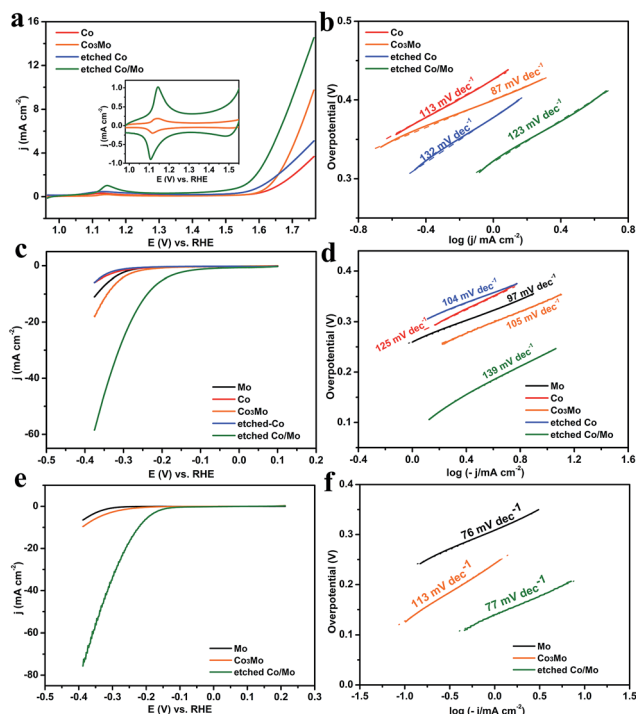 a
16
12
8
4
0
j (mA cm⁻²)
Co
Co₃Mo
etched Co
etched Co/Mo
1.0
0.5
0.0
-0.5
-1.0
j (mA cm⁻²)
1.0 1.1 1.2 1.3 1.4 1.5
E (V) vs. RHE
1.0 1.1 1.2 1.3 1.4 1.5 1.6 1.7
E (V) vs. RHE
b
0.5
0.4
0.3
Overpotential (V)
Co
Co₃Mo
etched Co
etched Co/Mo
113 mV dec⁻¹
87 mV dec⁻¹
132 mV dec⁻¹
123 mV dec⁻¹
-0.8 -0.4 0.0 0.4 0.8
log (j/ mA cm⁻²)
c
0
-20
-40
-60
j (mA cm⁻²)
Mo
Co
Co₃Mo
etched-Co
etched Co/Mo
-0.5 -0.4 -0.3 -0.2 -0.1 0.0 0.1 0.2
E (V) vs. RHE
d
0.4
0.3
0.2
0.1
Overpotential (V)
104 mV dec⁻¹
97 mV dec⁻¹
125 mV dec⁻¹
105 mV dec⁻¹
139 mV dec⁻¹
Mo
Co
Co₃Mo
etched Co
etched Co/Mo
-0.4 0.0 0.4 0.8 1.2 1.6
log (- j/mA cm⁻²)
e
0
-20
-40
-60
-80
j (mA cm⁻²)
Mo
Co₃Mo
etched Co/Mo
-0.5 -0.4 -0.3 -0.2 -0.1 0.0 0.1 0.2 0.3
E (V) vs. RHE
f
0.4
0.3
0.2
0.1
0.0
Overpotential (V)
76 mV dec⁻¹
113 mV dec⁻¹
77 mV dec⁻¹
Mo
Co₃Mo
etched Co/Mo
-1.5 -1.0 -0.5 0.0 0.5 1.0 1.5
log (- j/mA cm⁻²)